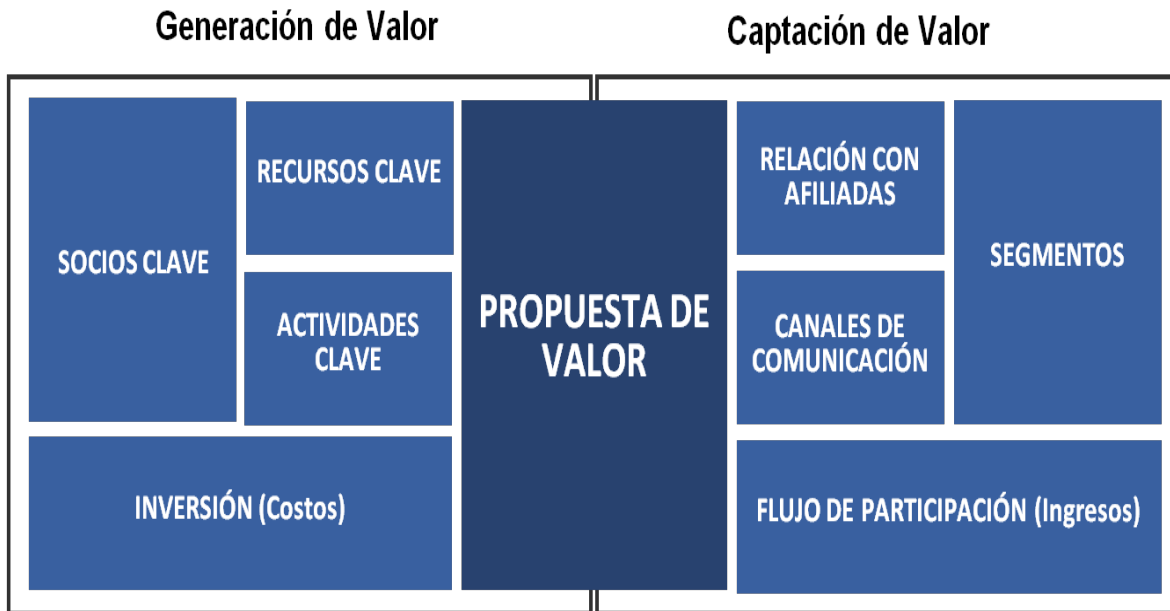 Generación de Valor
Captación de Valor
SOCIOS CLAVE
RECURSOS CLAVE
ACTIVIDADES
CLAVE
INVERSIÓN (Costos)
PROPUESTA DE
VALOR
RELACIÓN CON
AFILIADAS
CANALES DE
COMUNICACIÓN
SEGMENTOS
FLUJO DE PARTICIPACIÓN (Ingresos)